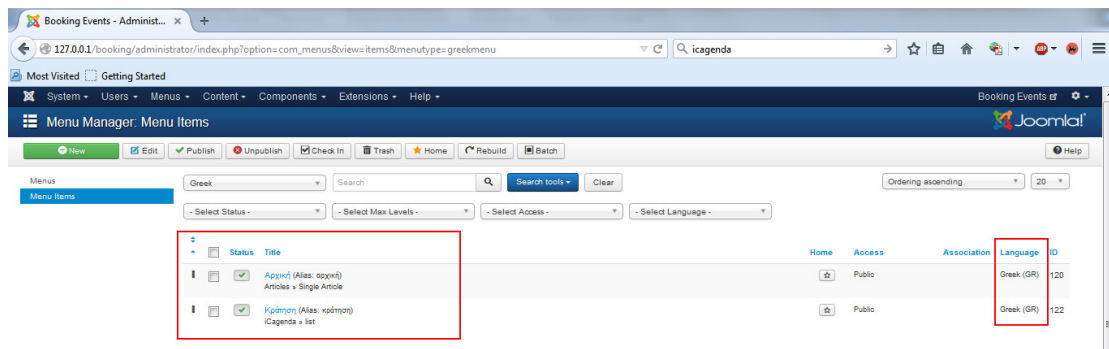 Booking Events - Administ... × +
127.0.0.1/booking/administrator/index.php?option=com_menus&view=items&menutype=greekmenu icagenda ABP
Most Visited Getting Started
System Users Menus Content Components Extensions Help Booking Events
Menu Manager: Menu Items Joomla!
New Edit Publish Unpublish Check In Trash Home Rebuild Batch Help
Menus
Menu Items
Greek Search Search tools Clear Ordering ascending 20
- Select Status - - Select Max Levels - - Select Access - - Select Language -
Status Title Home Access Association Language ID
Αρχική (Alias: αρχική) Public Greek (GR) 120
Articles » Single Article
Κράτηση (Alias: κράτηση) Public Greek (GR) 122
iCagenda » list